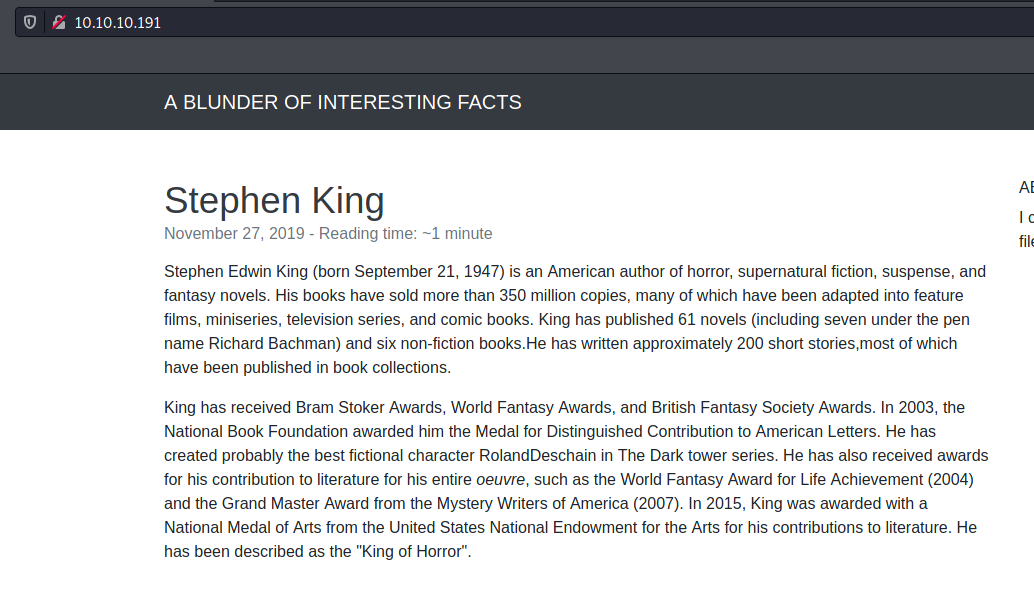 10.10.10.191
A BLUNDER OF INTERESTING FACTS
Stephen King
November 27, 2019 - Reading time: ~1 minute
Stephen Edwin King (born September 21, 1947) is an American author of horror, supernatural fiction, suspense, and
fantasy novels. His books have sold more than 350 million copies, many of which have been adapted into feature
films, miniseries, television series, and comic books. King has published 61 novels (including seven under the pen
name Richard Bachman) and six non-fiction books.He has written approximately 200 short stories,most of which
have been published in book collections.
King has received Bram Stoker Awards, World Fantasy Awards, and British Fantasy Society Awards. In 2003, the
National Book Foundation awarded him the Medal for Distinguished Contribution to American Letters. He has
created probably the best fictional character RolandDeschain in The Dark tower series. He has also received awards
for his contribution to literature for his entire oeuvre, such as the World Fantasy Award for Life Achievement (2004)
and the Grand Master Award from the Mystery Writers of America (2007). In 2015, King was awarded with a
National Medal of Arts from the United States National Endowment for the Arts for his contributions to literature. He
has been described as the "King of Horror".
I